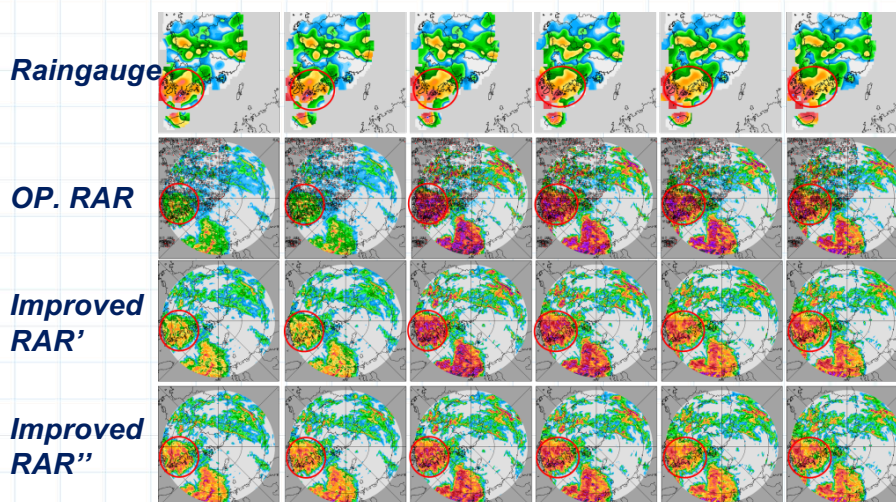 Raingauge
OP. RAR
Improved
RAR’
Improved
RAR’’